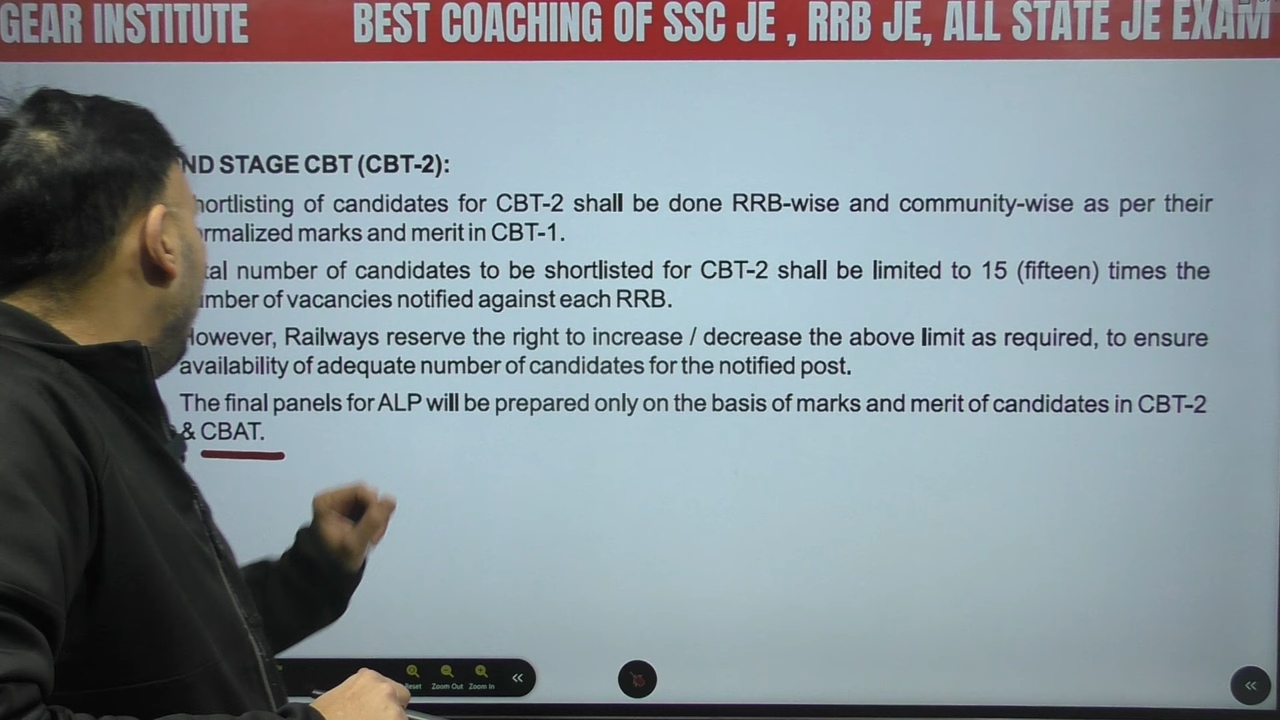 GEAR INSTITUTE BEST COACHING OF SSC JE , RRB JE, ALL STATE JE EXAM
ND STAGE CBT (CBT-2):
hortlisting of candidates for CBT-2 shall be done RRB-wise and community-wise as per their
rmalized marks and merit in CBT-1.
tal number of candidates to be shortlisted for CBT-2 shall be limited to 15 (fifteen) times the
mber of vacancies notified against each RRB.
However, Railways reserve the right to increase / decrease the above limit as required, to ensure
availability of adequate number of candidates for the notified post.
The final panels for ALP will be prepared only on the basis of marks and merit of candidates in CBT-2
& CBAT.
Reset Zoom Out Zoom In